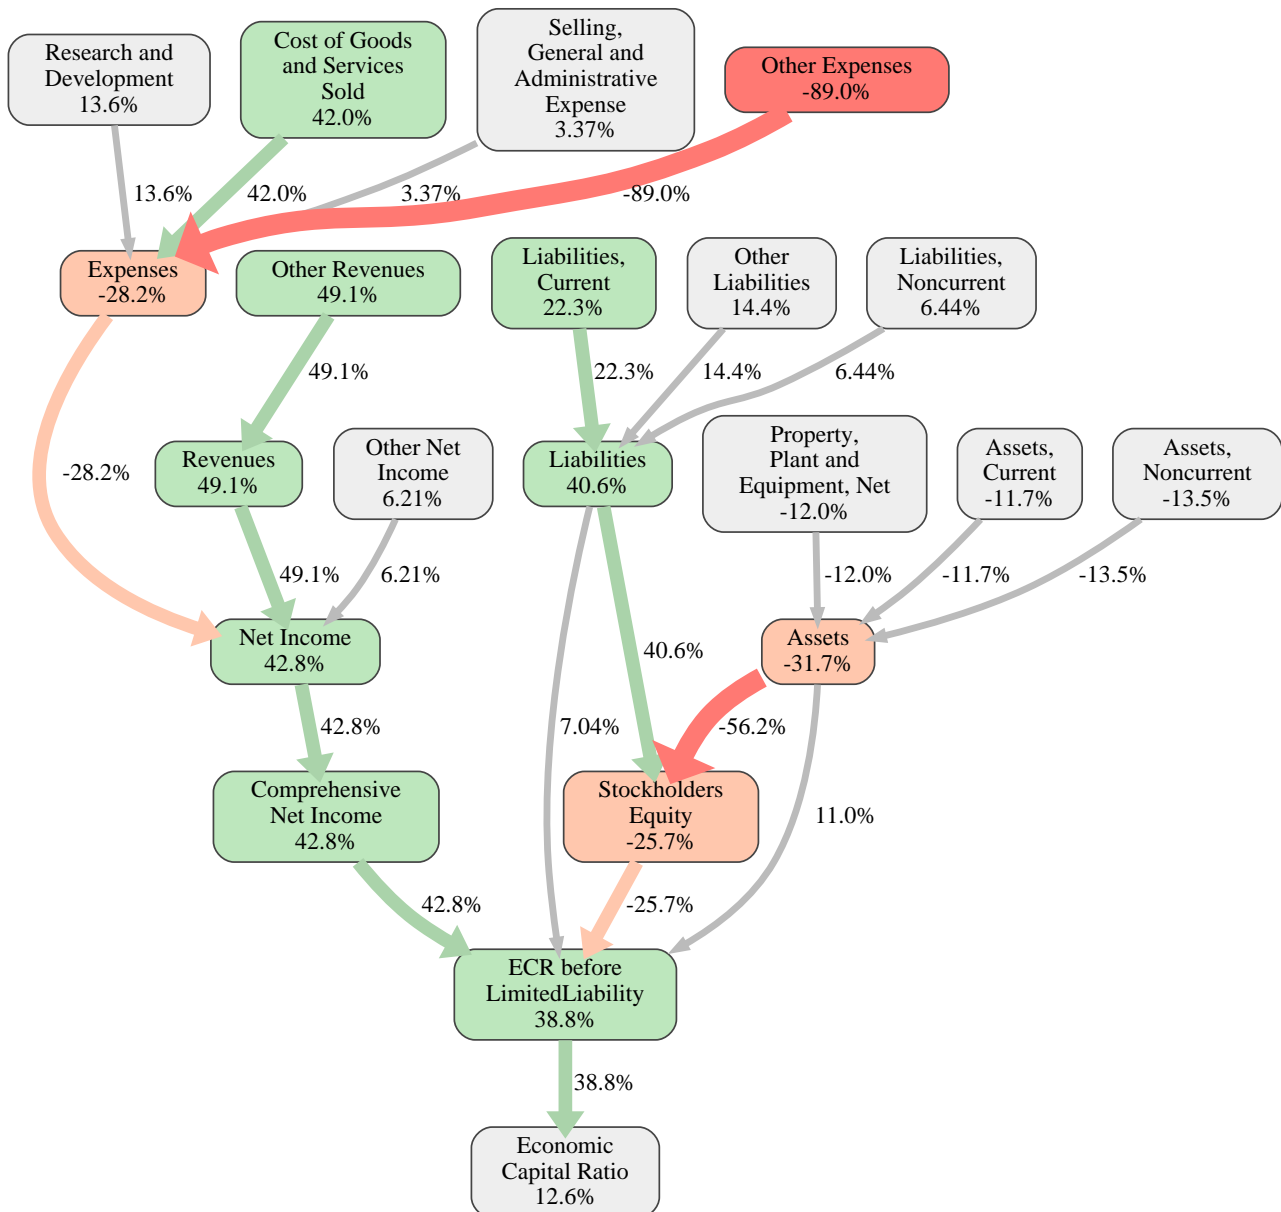 Research and
Development
13.6%
Cost of Goods
and Services
Sold
42.0%
Selling,
General and
Administrative
Expense
3.37%
Other Expenses
-89.0%
13.6%
42.0%
3.37%
-89.0%
Expenses
-28.2%
Other Revenues
49.1%
Liabilities,
Current
22.3%
Other
Liabilities
14.4%
Liabilities,
Noncurrent
6.44%
49.1%
22.3%
14.4%
6.44%
-28.2%
Revenues
49.1%
Other Net
Income
6.21%
Liabilities
40.6%
Property,
Plant and
Equipment, Net
-12.0%
Assets,
Current
-11.7%
Assets,
Noncurrent
-13.5%
49.1%
6.21%
-12.0%
-11.7%
-13.5%
Net Income
42.8%
40.6%
Assets
-31.7%
42.8%
7.04%
-56.2%
Comprehensive
Net Income
42.8%
Stockholders
Equity
-25.7%
11.0%
42.8%
-25.7%
ECR before
LimitedLiability
38.8%
38.8%
Economic
Capital Ratio
12.6%